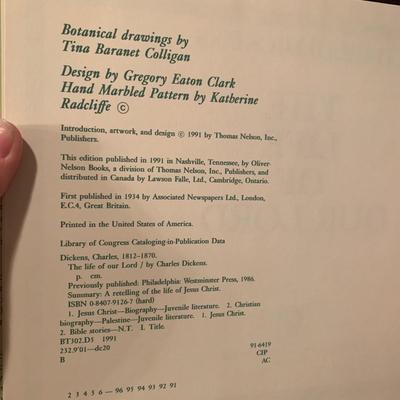 Botanical drawings by
Tina Baranet Colligan
Design by Gregory Eaton Clark
Hand Marbled Pattern by Katherine
Radcliffe ©
Introduction, artwork, and design © 1991 by Thomas Nelson, Inc.,
Publishers.
This edition published in 1991 in Nashville, Tennessee, by Oliver-
Nelson Books, a division of Thomas Nelson, Inc., Publishers, and
distributed in Canada by Lawson Falle, Ltd., Cambridge, Ontario.
First published in 1934 by Associated Newspapers Ltd., London,
E.C.4, Great Britain.
Printed in the United States of America.
Library of Congress Cataloging-in-Publication Data
Dickens, Charles, 1812–1870.
The life of our Lord / by Charles Dickens.
p. cm.
Previously published: Philadelphia: Westminster Press, 1986.
Summary: A retelling of the life of Jesus Christ.
ISBN 0-8407-9126-7 (hard)
1. Jesus Christ—Biography—Juvenile literature. 2. Christian
biography—Palestine—Juvenile literature. 1. Jesus Christ.
2. Bible stories—N.T. I. Title.
BT302.D5 1991
232.9'01—dc20 91-6419
B CIP
AC
2 3 4 5 6 — 96 95 94 93 92 91